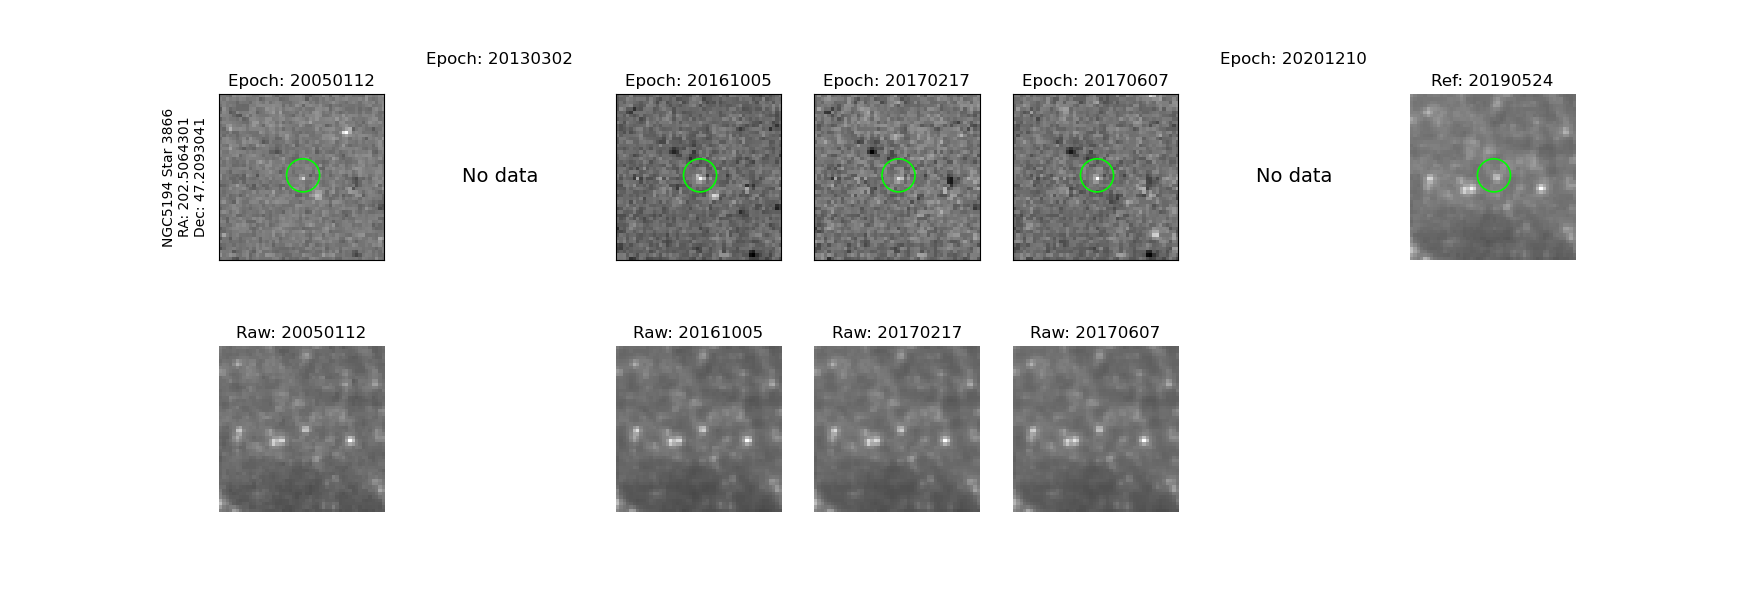 Epoch: 20130302
Epoch: 20201210
Epoch: 20050112
Epoch: 20161005
Epoch: 20170217
Epoch: 20170607
Ref: 20190524
NGC5194 Star 3866
RA: 202.5064301
Dec: 47.2093041
No data
No data
Raw: 20050112
Raw: 20161005
Raw: 20170217
Raw: 20170607